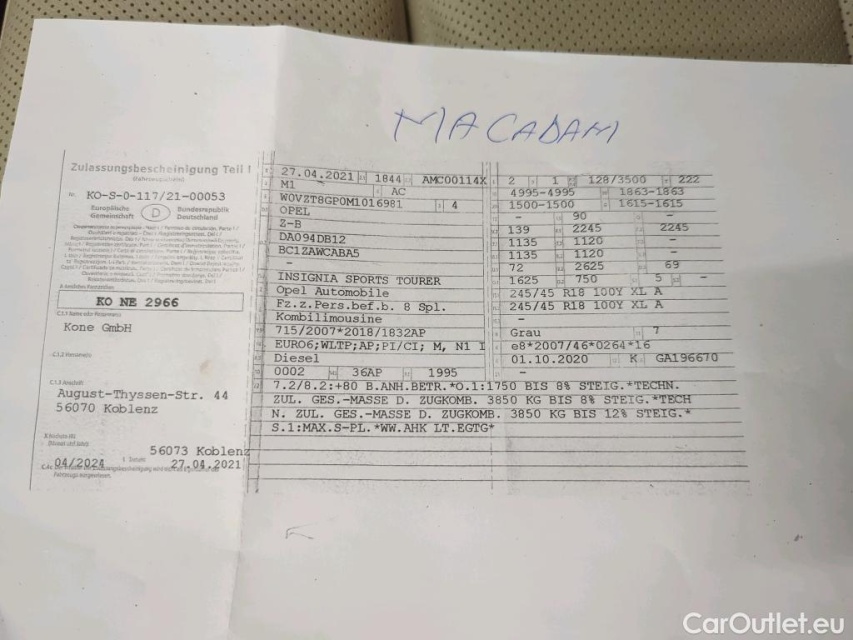 MACADAM
Zulassungsbescheinigung Teil I
(Fahrzeugschein)
Nr. KO-S-0-117/21-00053
Europäische Gemeinschaft D Bundesrepublik Deutschland
KO NE 2966
Kone GmbH
C.1.3 Anschrift
August-Thyssen-Str. 44
56070 Koblenz
04/2024
56073 Koblenz
27.04.2021
27.04.2021 1844 AMC00114X
M1 AC
W0VZT8GP0M1016981 4
OPEL
Z-B
DA094DB12
BC1ZAWCABA5
–
INSIGNIA SPORTS TOURER
Opel Automobile
Fz.z.Pers.bef.b. 8 Spl.
Kombilimousine
715/2007*2018/1832AP
EURO6;WLTP;AP;PI/CI; M, N1 I
Diesel
0002 36AP 1995
2 1 128/3500 222
4995-4995 1863-1863
1500-1500 1615-1615
– 90 –
139 2245 2245
1135 1120 –
1135 1120 –
72 2625 69
1625 750 5 –
245/45 R18 100Y XL A
245/45 R18 100Y XL A
–
Grau 7
e8*2007/46*0264*16
01.10.2020 K GA196670
7.2/8.2:+80 B.ANH.BETR.*O.1:1750 BIS 8% STEIG.*TECHN.
ZUL. GES.-MASSE D. ZUGKOMB. 3850 KG BIS 8% STEIG.*TECH
N. ZUL. GES.-MASSE D. ZUGKOMB. 3850 KG BIS 12% STEIG.*
S.1:MAX.S-PL.*WW.AHK LT.EGTG*
CarOutlet.eu